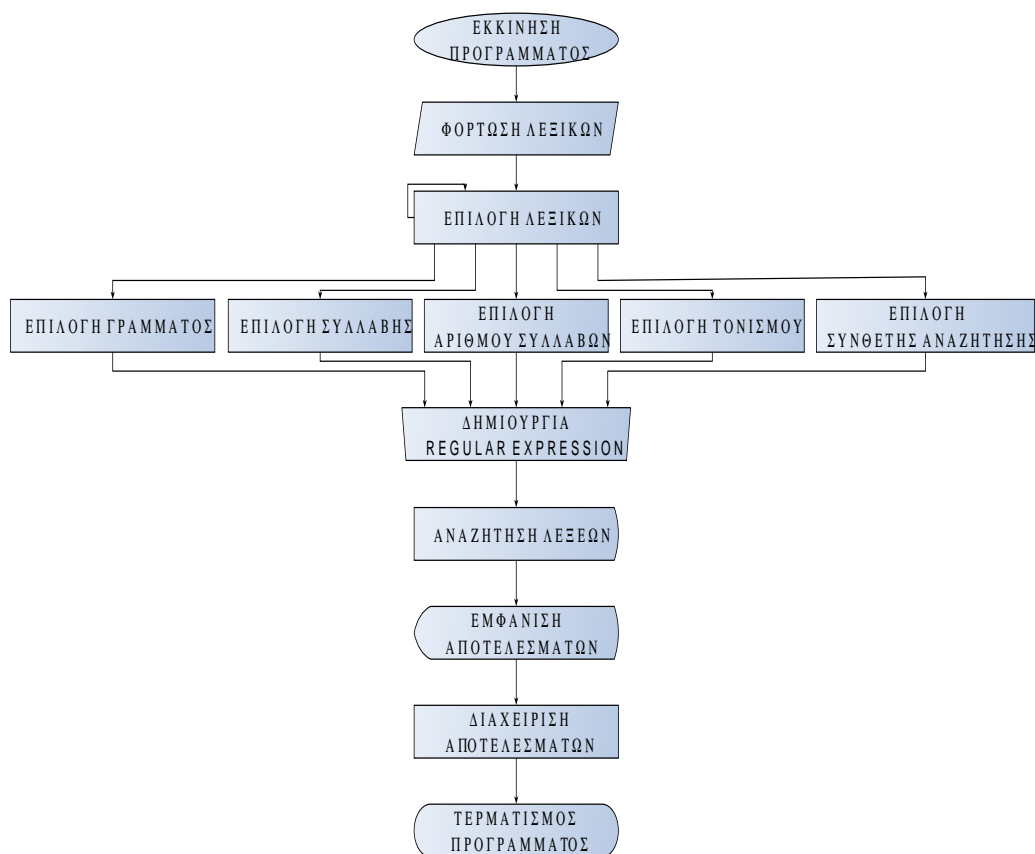 ΕΚΚΙΝΗΣΗ
ΠΡΟΓΡΑΜΜΑΤΟΣ
ΦΟΡΤΩΣΗ ΛΕΞΙΚΩΝ
ΕΠΙΛΟΓΗ ΛΕΞΙΚΩΝ
ΕΠΙΛΟΓΗ ΓΡΑΜΜΑΤΟΣ
ΕΠΙΛΟΓΗ ΣΥΛΛΑΒΗΣ
ΕΠΙΛΟΓΗ
ΑΡΙΘΜΟΥ ΣΥΛΛΑΒΩΝ
ΕΠΙΛΟΓΗ ΤΟΝΙΣΜΟΥ
ΕΠΙΛΟΓΗ
ΣΥΝΘΕΤΗΣ ΑΝΑΖΗΤΗΣΗΣ
ΔΗΜΙΟΥΡΓΙΑ
REGULAR EXPRESSION
ΑΝΑΖΗΤΗΣΗ ΛΕΞΕΩΝ
ΕΜΦΑΝΙΣΗ
ΑΠΟΤΕΛΕΣΜΑΤΩΝ
ΔΙΑΧΕΙΡΙΣΗ
ΑΠΟΤΕΛΕΣΜΑΤΩΝ
ΤΕΡΜΑΤΙΣΜΟΣ
ΠΡΟΓΡΑΜΜΑΤΟΣ